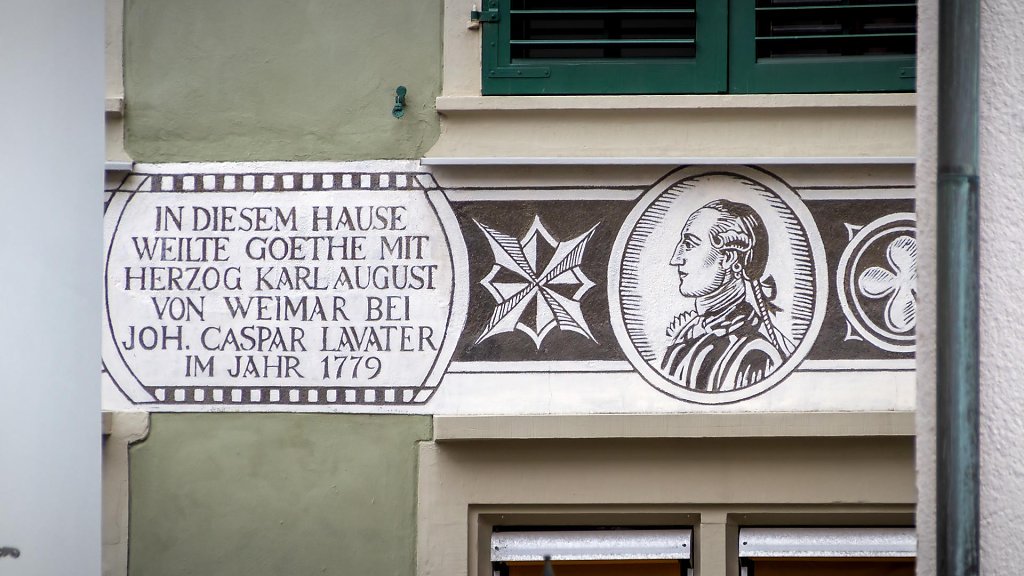 IN DIESEM HAUSE
WEILTE GOETHE MIT
HERZOG KARL AUGUST
VON WEIMAR BEI
JOH. CASPAR LAVATER
IM JAHR 1779